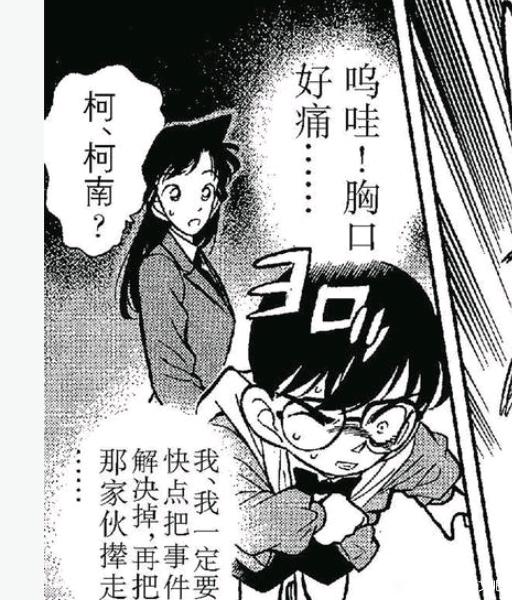 呜哇！胸口
好痛……
柯、柯南？
ヨロッ
我、我一定要
快点把事件
解决掉，再把
那家伙撵走
……